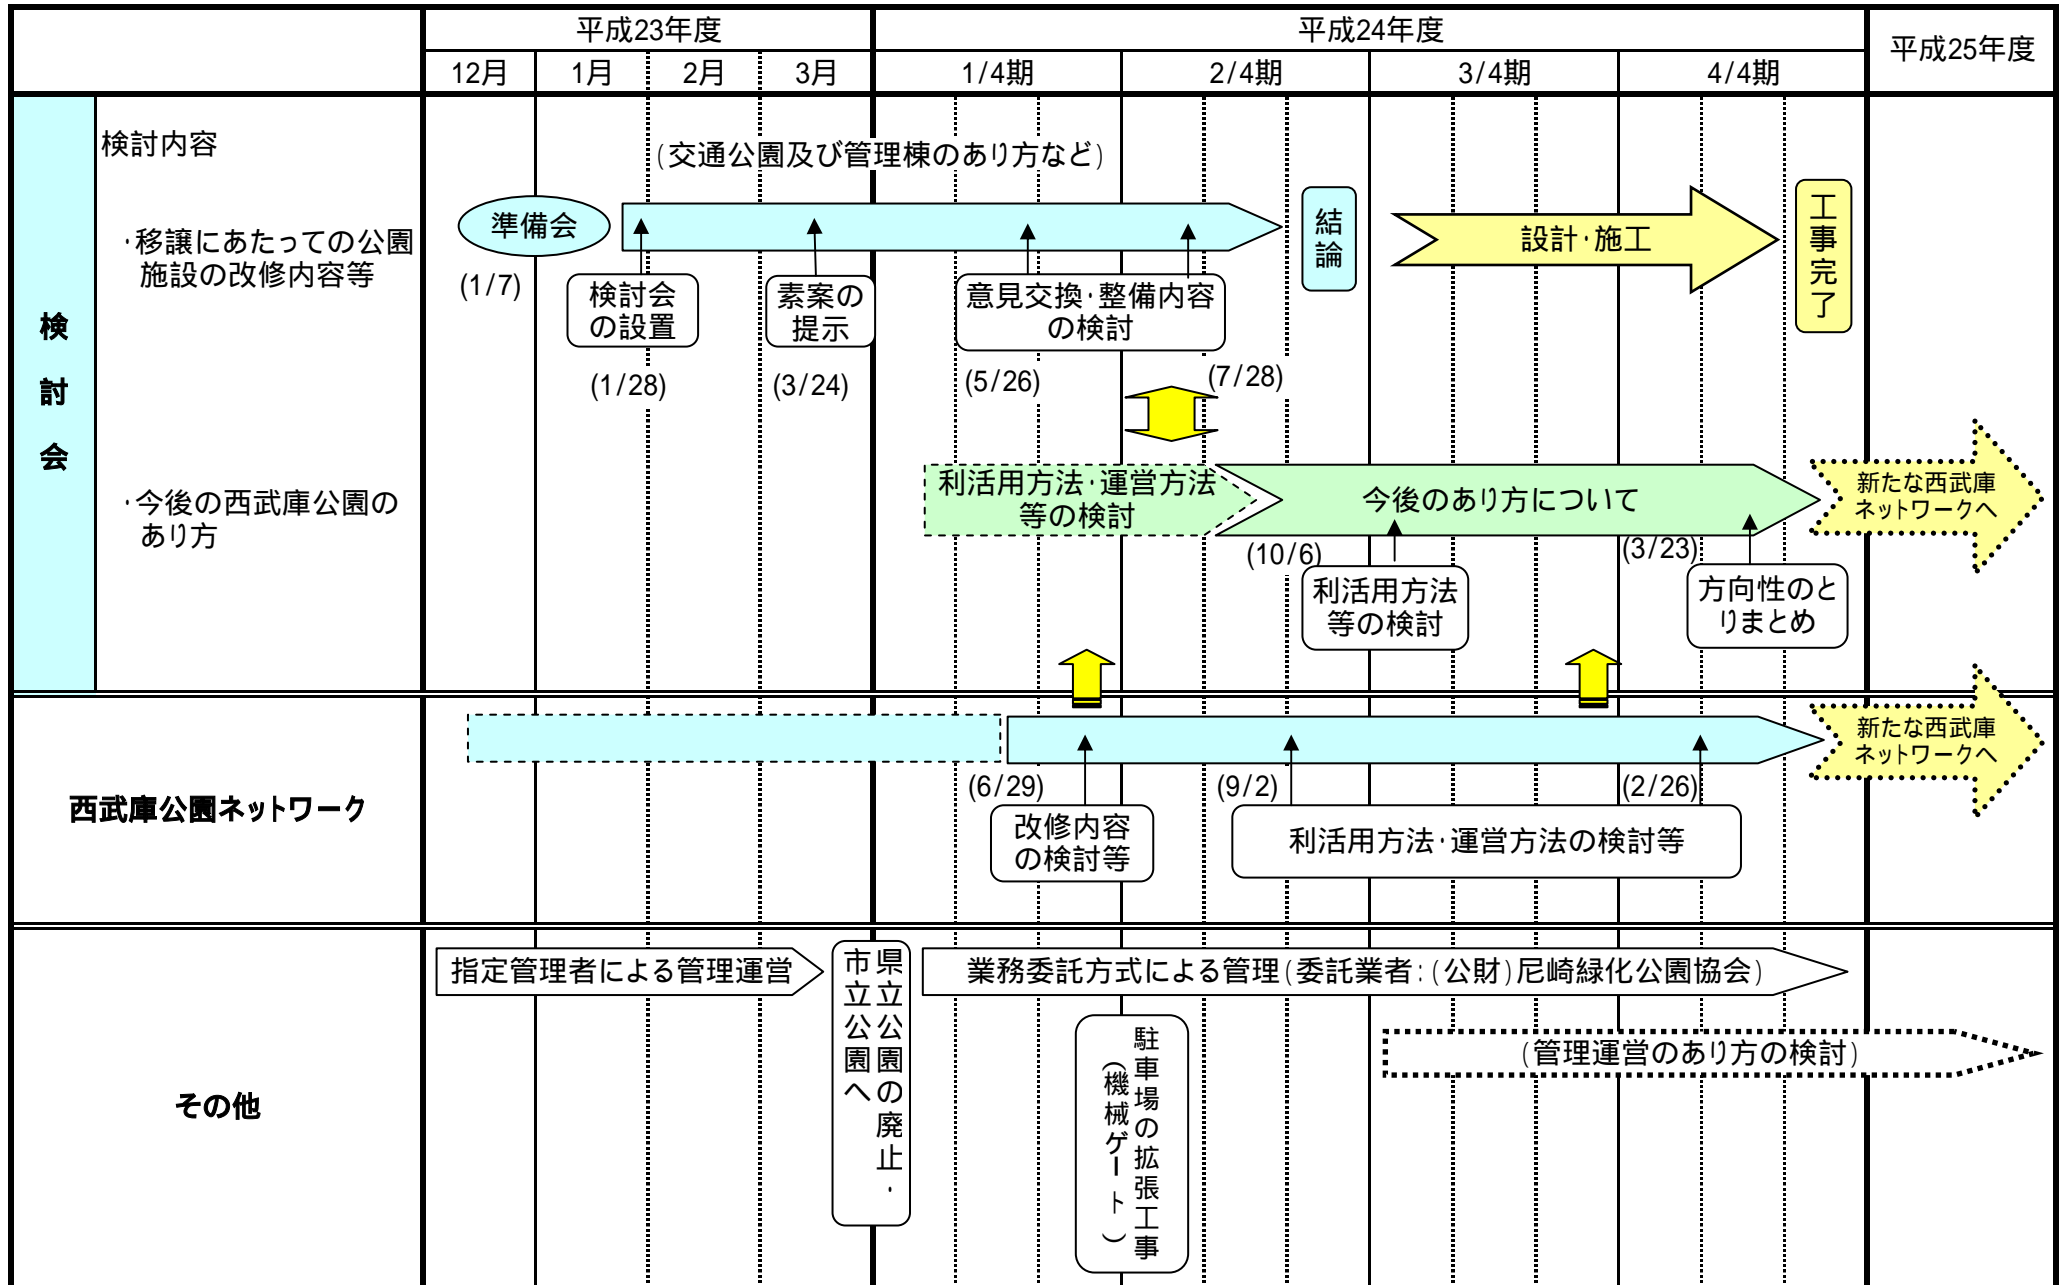 平成23年度
平成24年度
平成25年度
12月
1月
2月
3月
1/4期
2/4期
3/4期
4/4期
検討会
検討内容
(交通公園及び管理棟のあり方など)
・移譲にあたっての公園
施設の改修内容等
準備会
(1/7)
検討会
の設置
(1/28)
素案の
提示
(3/24)
意見交換・整備内容
の検討
(5/26)
(7/28)
結論
設計・施工
工事完了
・今後の西武庫公園の
あり方
利活用方法・運営方法
等の検討
今後のあり方について
(10/6)
利活用方法
等の検討
(3/23)
方向性のと
りまとめ
新たな西武庫
ネットワークへ
西武庫公園ネットワーク
(6/29)
改修内容
の検討等
(9/2)
(2/26)
利活用方法・運営方法の検討等
新たな西武庫
ネットワークへ
その他
指定管理者による管理運営
県立公園の廃止・
市立公園へ
業務委託方式による管理(委託業者:(公財)尼崎緑化公園協会)
駐車場の拡張工事
(機械ゲート)
(管理運営のあり方の検討)